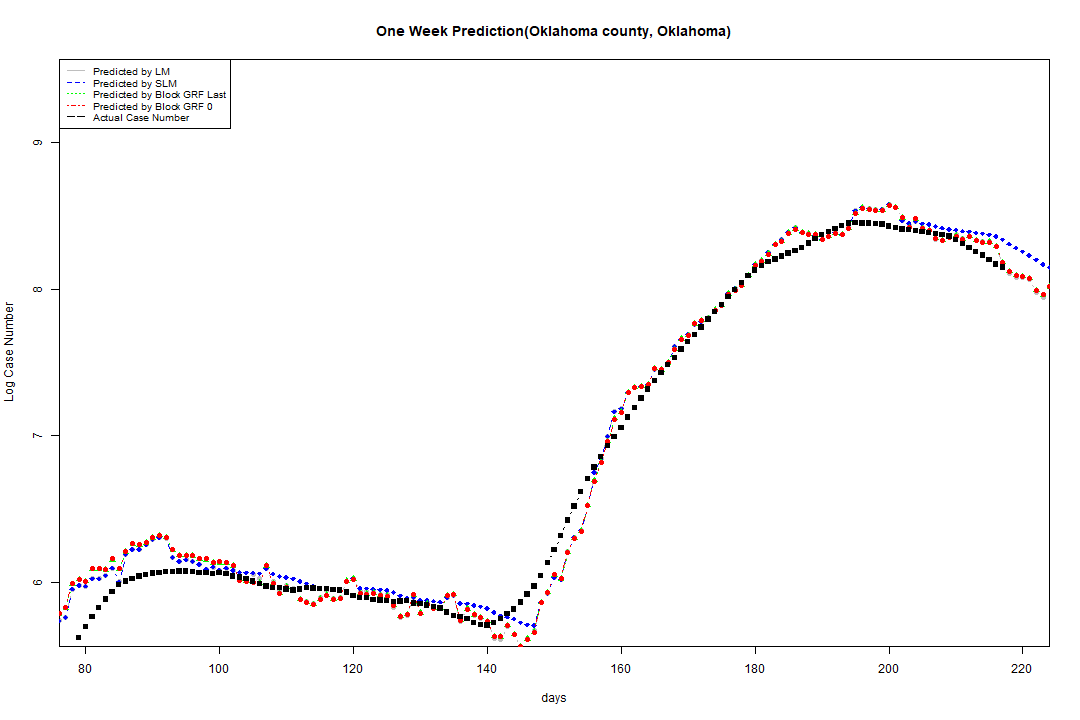 One Week Prediction(Oklahoma county, Oklahoma)
Predicted by LM
Predicted by SLM
Predicted by Block GRF Last
Predicted by Block GRF 0
Actual Case Number
9
8
7
6
Log Case Number
80 100 120 140 160 180 200 220
days